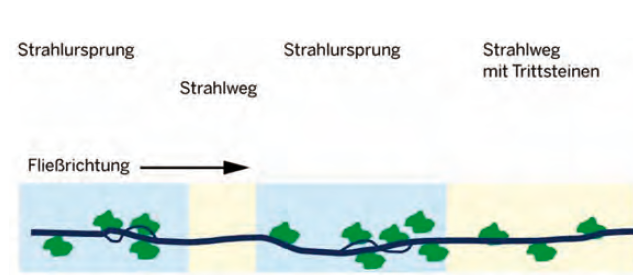 Strahlursprung
Strahlweg
Strahlursprung
Strahlweg
mit Trittsteinen
Fließrichtung